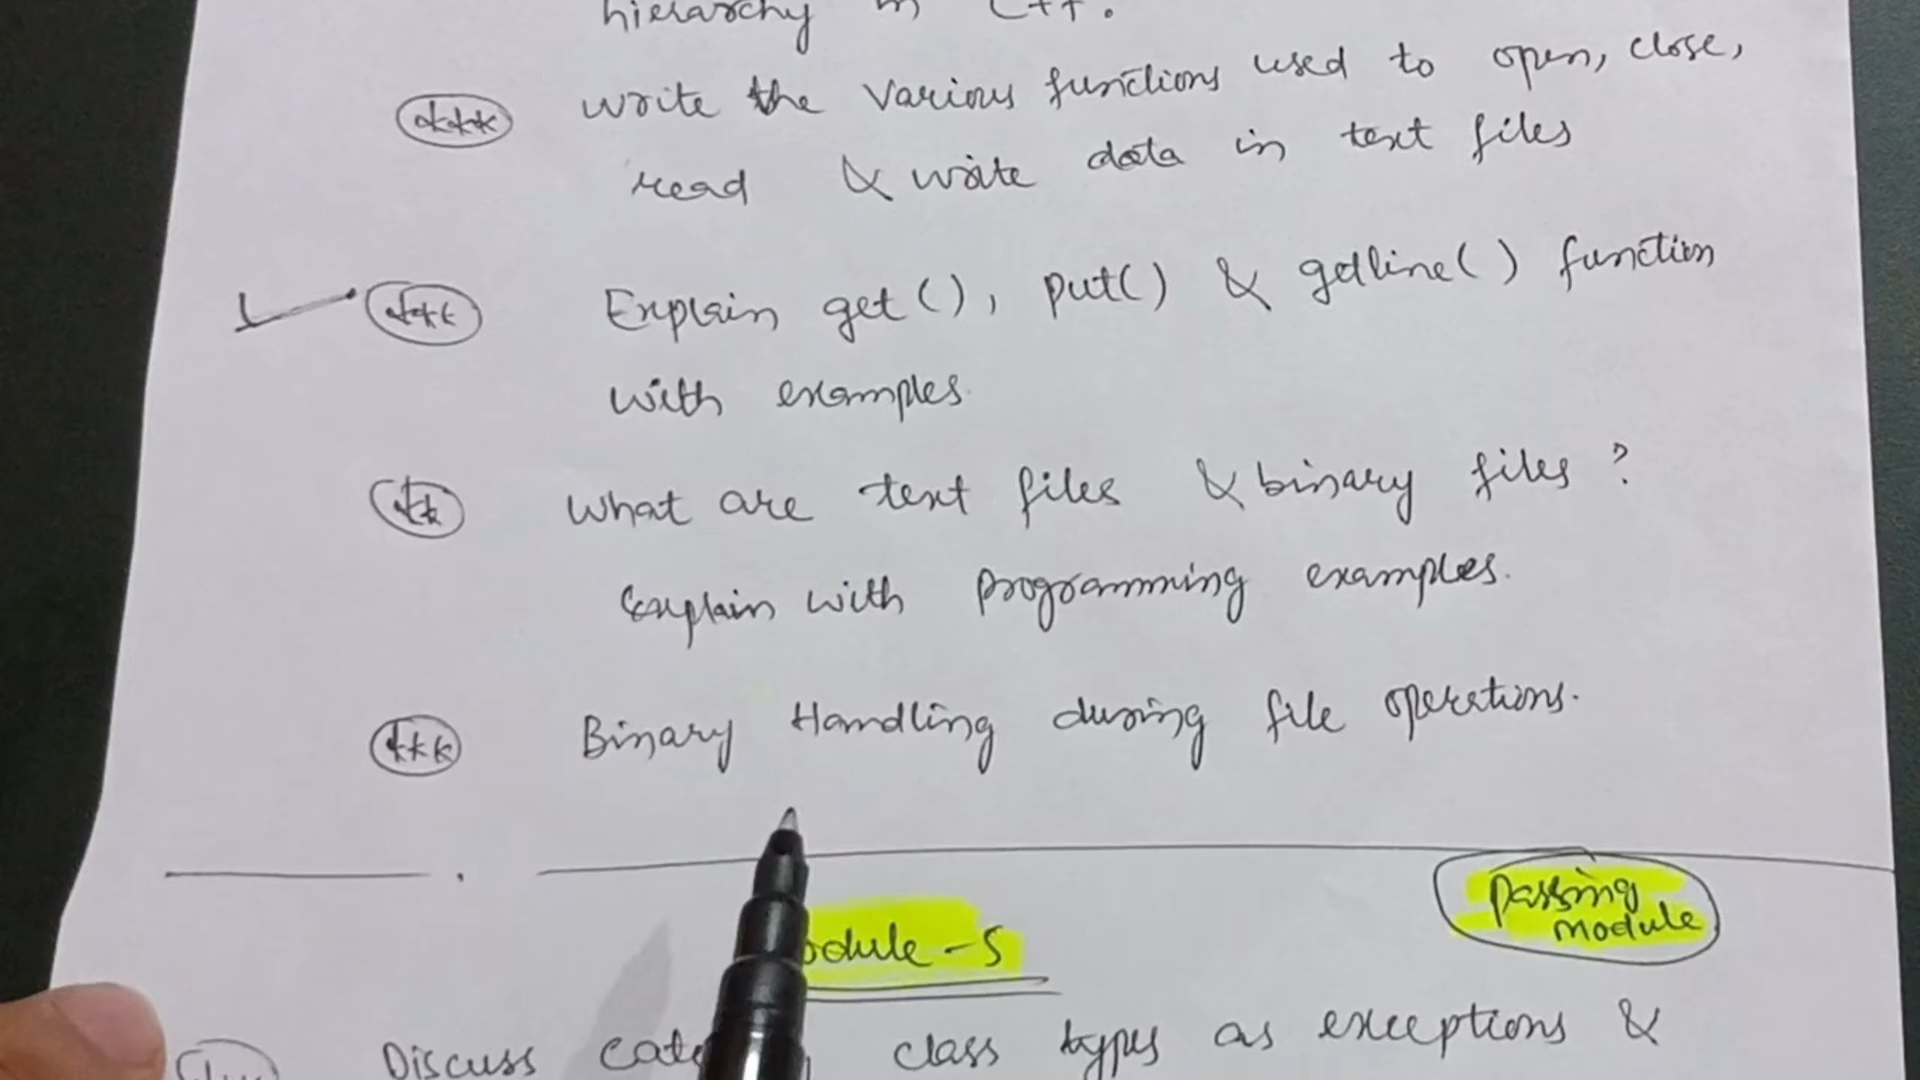 hierarchy in C++.
*** Write the various functions used to open, close,
read & write data in text files
*** Explain get(), put() & getline() function
with examples.
** What are text files & binary files ?
Explain with programming examples.
*** Binary Handling during file operations.
Passing
module
odule - 5
Discuss class types as exceptions &